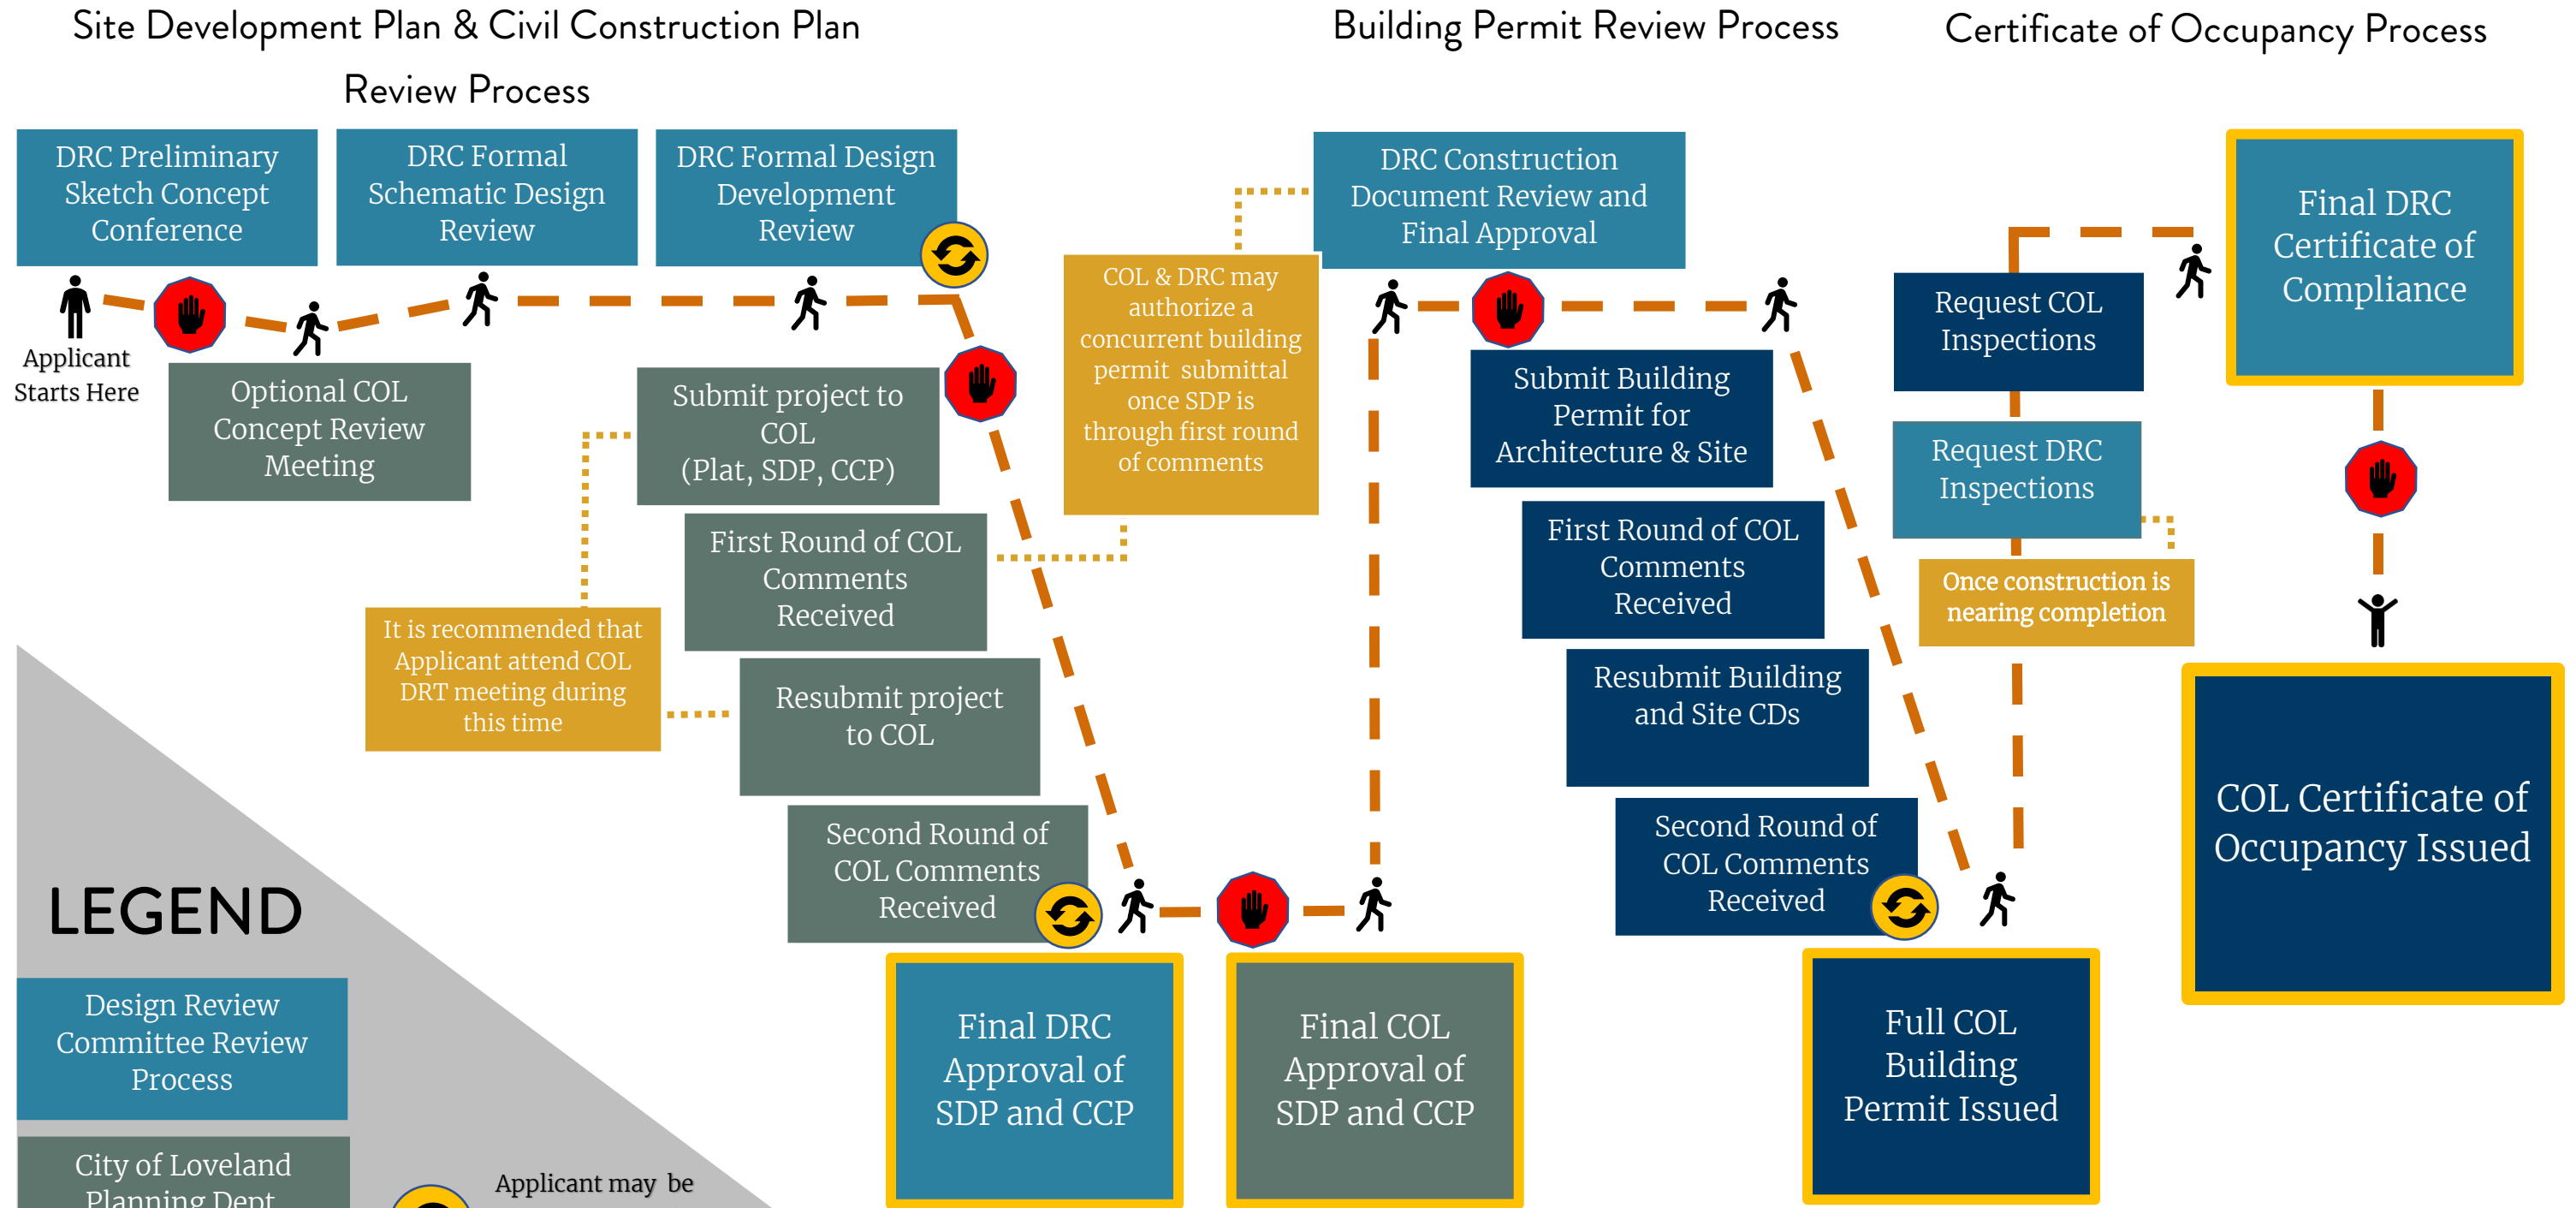 Site Development Plan & Civil Construction Plan
Review Process
DRC Preliminary
Sketch Concept
Conference
DRC Formal
Schematic Design
Review
DRC Formal Design
Development
Review
Applicant
Starts Here
Optional COL
Concept Review
Meeting
Submit project to
COL
(Plat, SDP, CCP)
First Round of COL
Comments
Received
It is recommended that
Applicant attend COL
DRT meeting during
this time
Resubmit project
to COL
Second Round of
COL Comments
Received
Final DRC
Approval of
SDP and CCP
Final COL
Approval of
SDP and CCP
Building Permit Review Process
COL & DRC may
authorize a
concurrent building
permit submittal
once SDP is
through first round
of comments
DRC Construction
Document Review and
Final Approval
Submit Building
Permit for
Architecture & Site
First Round of COL
Comments
Received
Resubmit Building
and Site CDs
Second Round of
COL Comments
Received
Full COL
Building
Permit Issued
Certificate of Occupancy Process
Request COL
Inspections
Request DRC
Inspections
Once construction is
nearing completion
Final DRC
Certificate of
Compliance
COL Certificate of
Occupancy Issued
LEGEND
Design Review
Committee Review
Process
City of Loveland
Planning Dept
Applicant may be